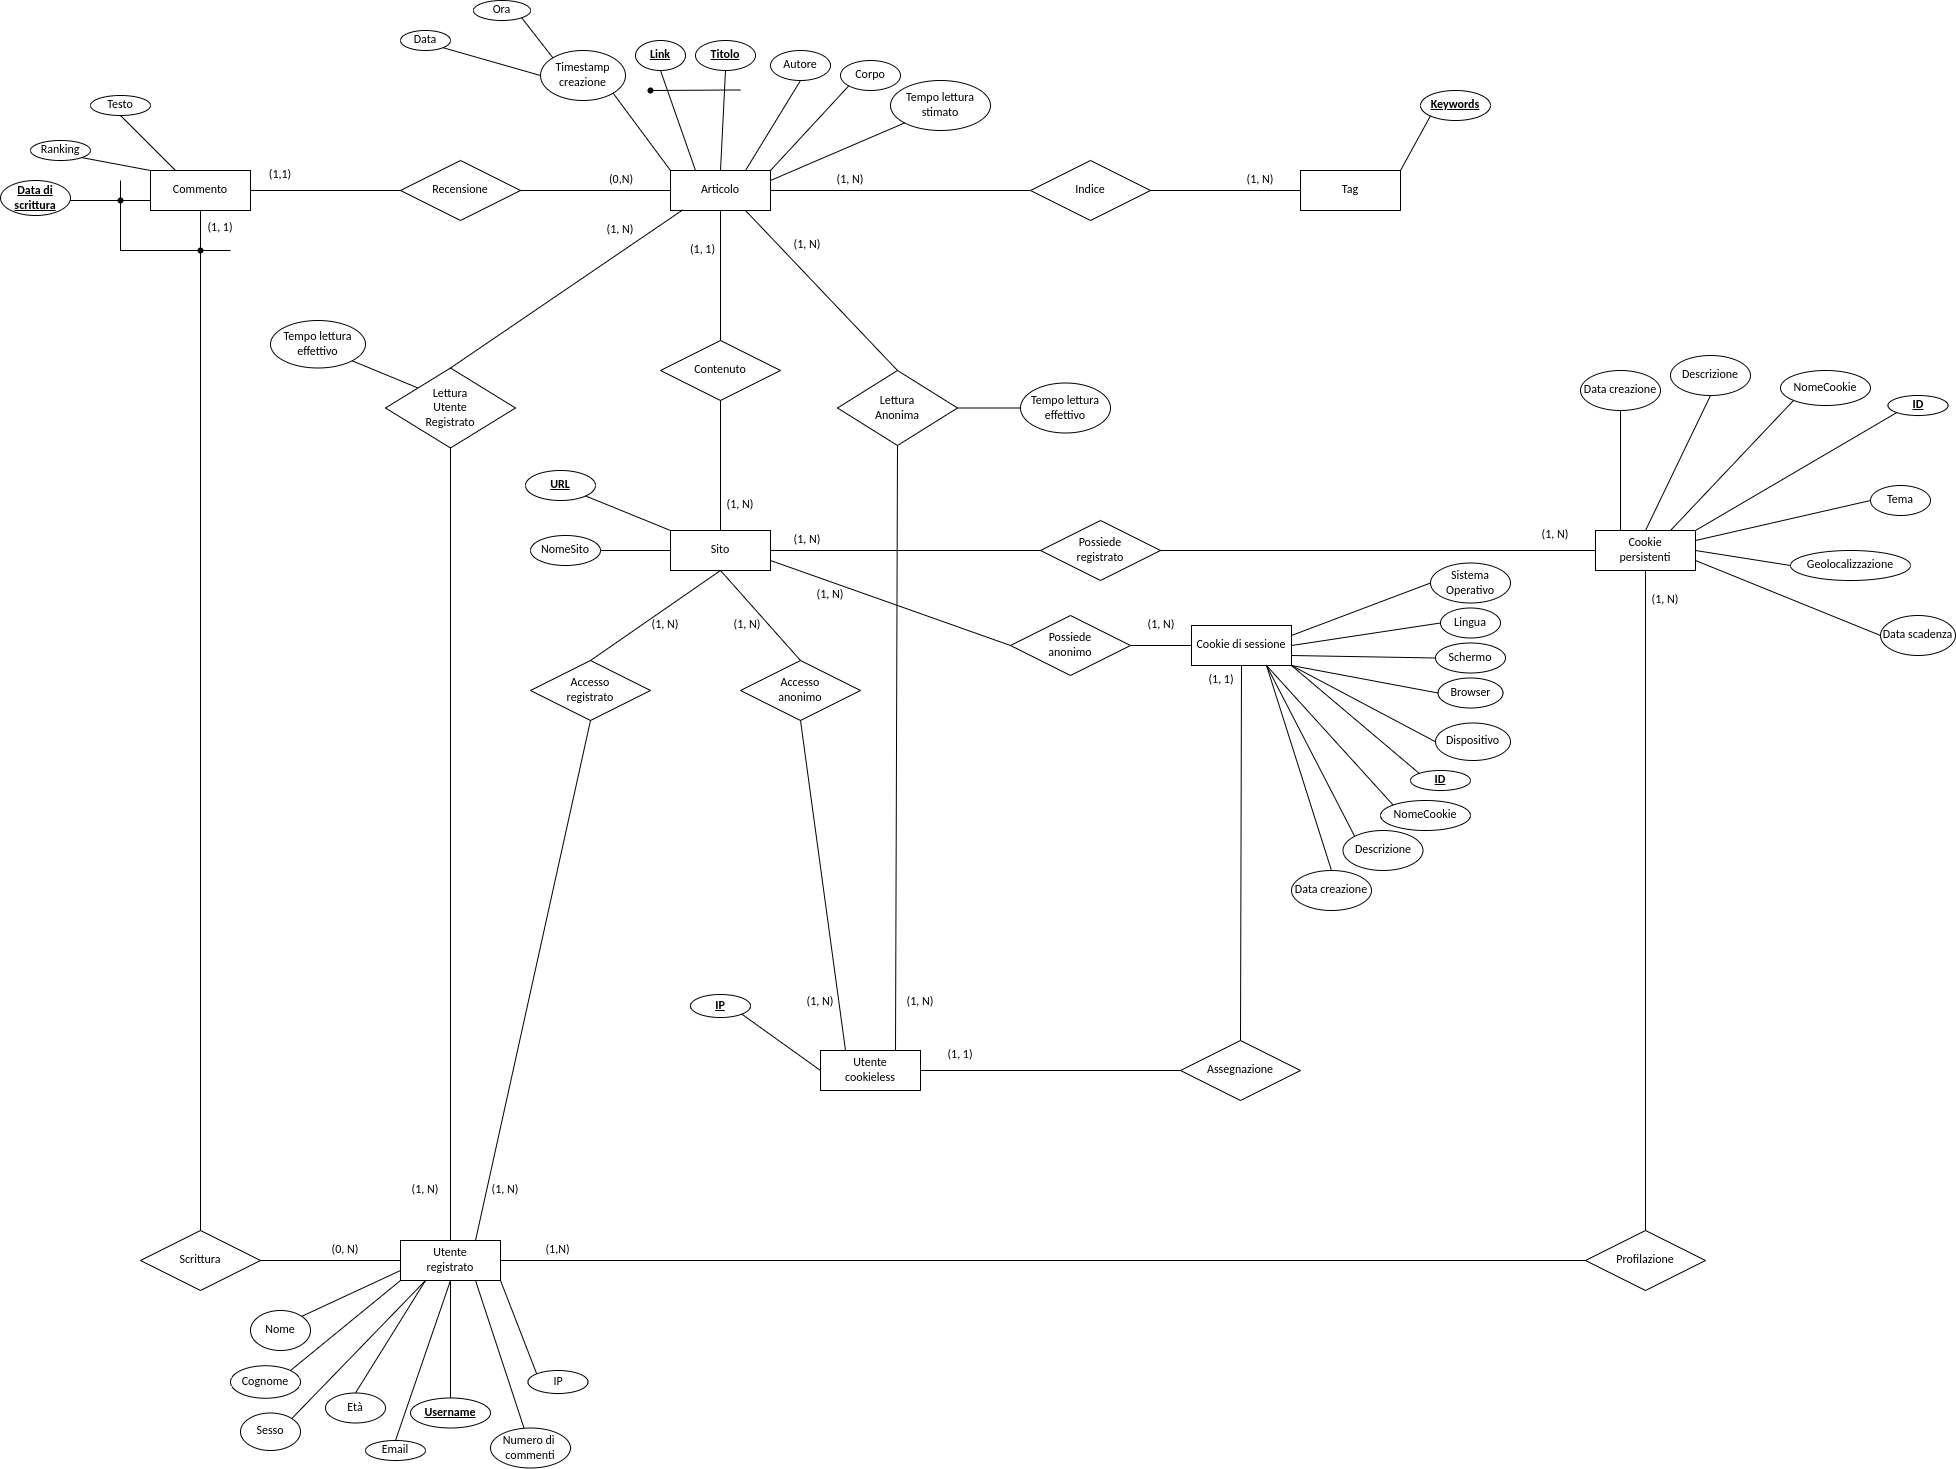 Ora
Data
Timestamp
creazione
Link
Titolo
Autore
Corpo
Tempo lettura
stimato
Keywords
Testo
Ranking
Data di
scrittura
Commento
(1,1)
Recensione
(0,N)
Articolo
(1, N)
Indice
(1, N)
Tag
(1, 1)
(1, N)
(1, 1)
(1, N)
Tempo lettura
effettivo
Lettura
Utente
Registrato
Contenuto
Lettura
Anonima
Tempo lettura
effettivo
Data creazione
Descrizione
NomeCookie
ID
Tema
Geolocalizzazione
Data scadenza
URL
NomeSito
(1, N)
Sito
(1, N)
Possiede
registrato
(1, N)
Cookie
persistenti
(1, N)
(1, N)
(1, N)
(1, N)
Possiede
anonimo
(1, N)
Cookie di sessione
(1, 1)
Sistema
Operativo
Lingua
Schermo
Browser
Dispositivo
ID
NomeCookie
Descrizione
Data creazione
Accesso
registrato
Accesso
anonimo
IP
(1, N)
(1, N)
Utente
cookieless
(1, 1)
Assegnazione
(1, N)
(1, N)
Scrittura
(0, N)
Utente
registrato
(1,N)
Profilazione
Nome
Cognome
Sesso
Età
Email
Username
Numero di
commenti
IP